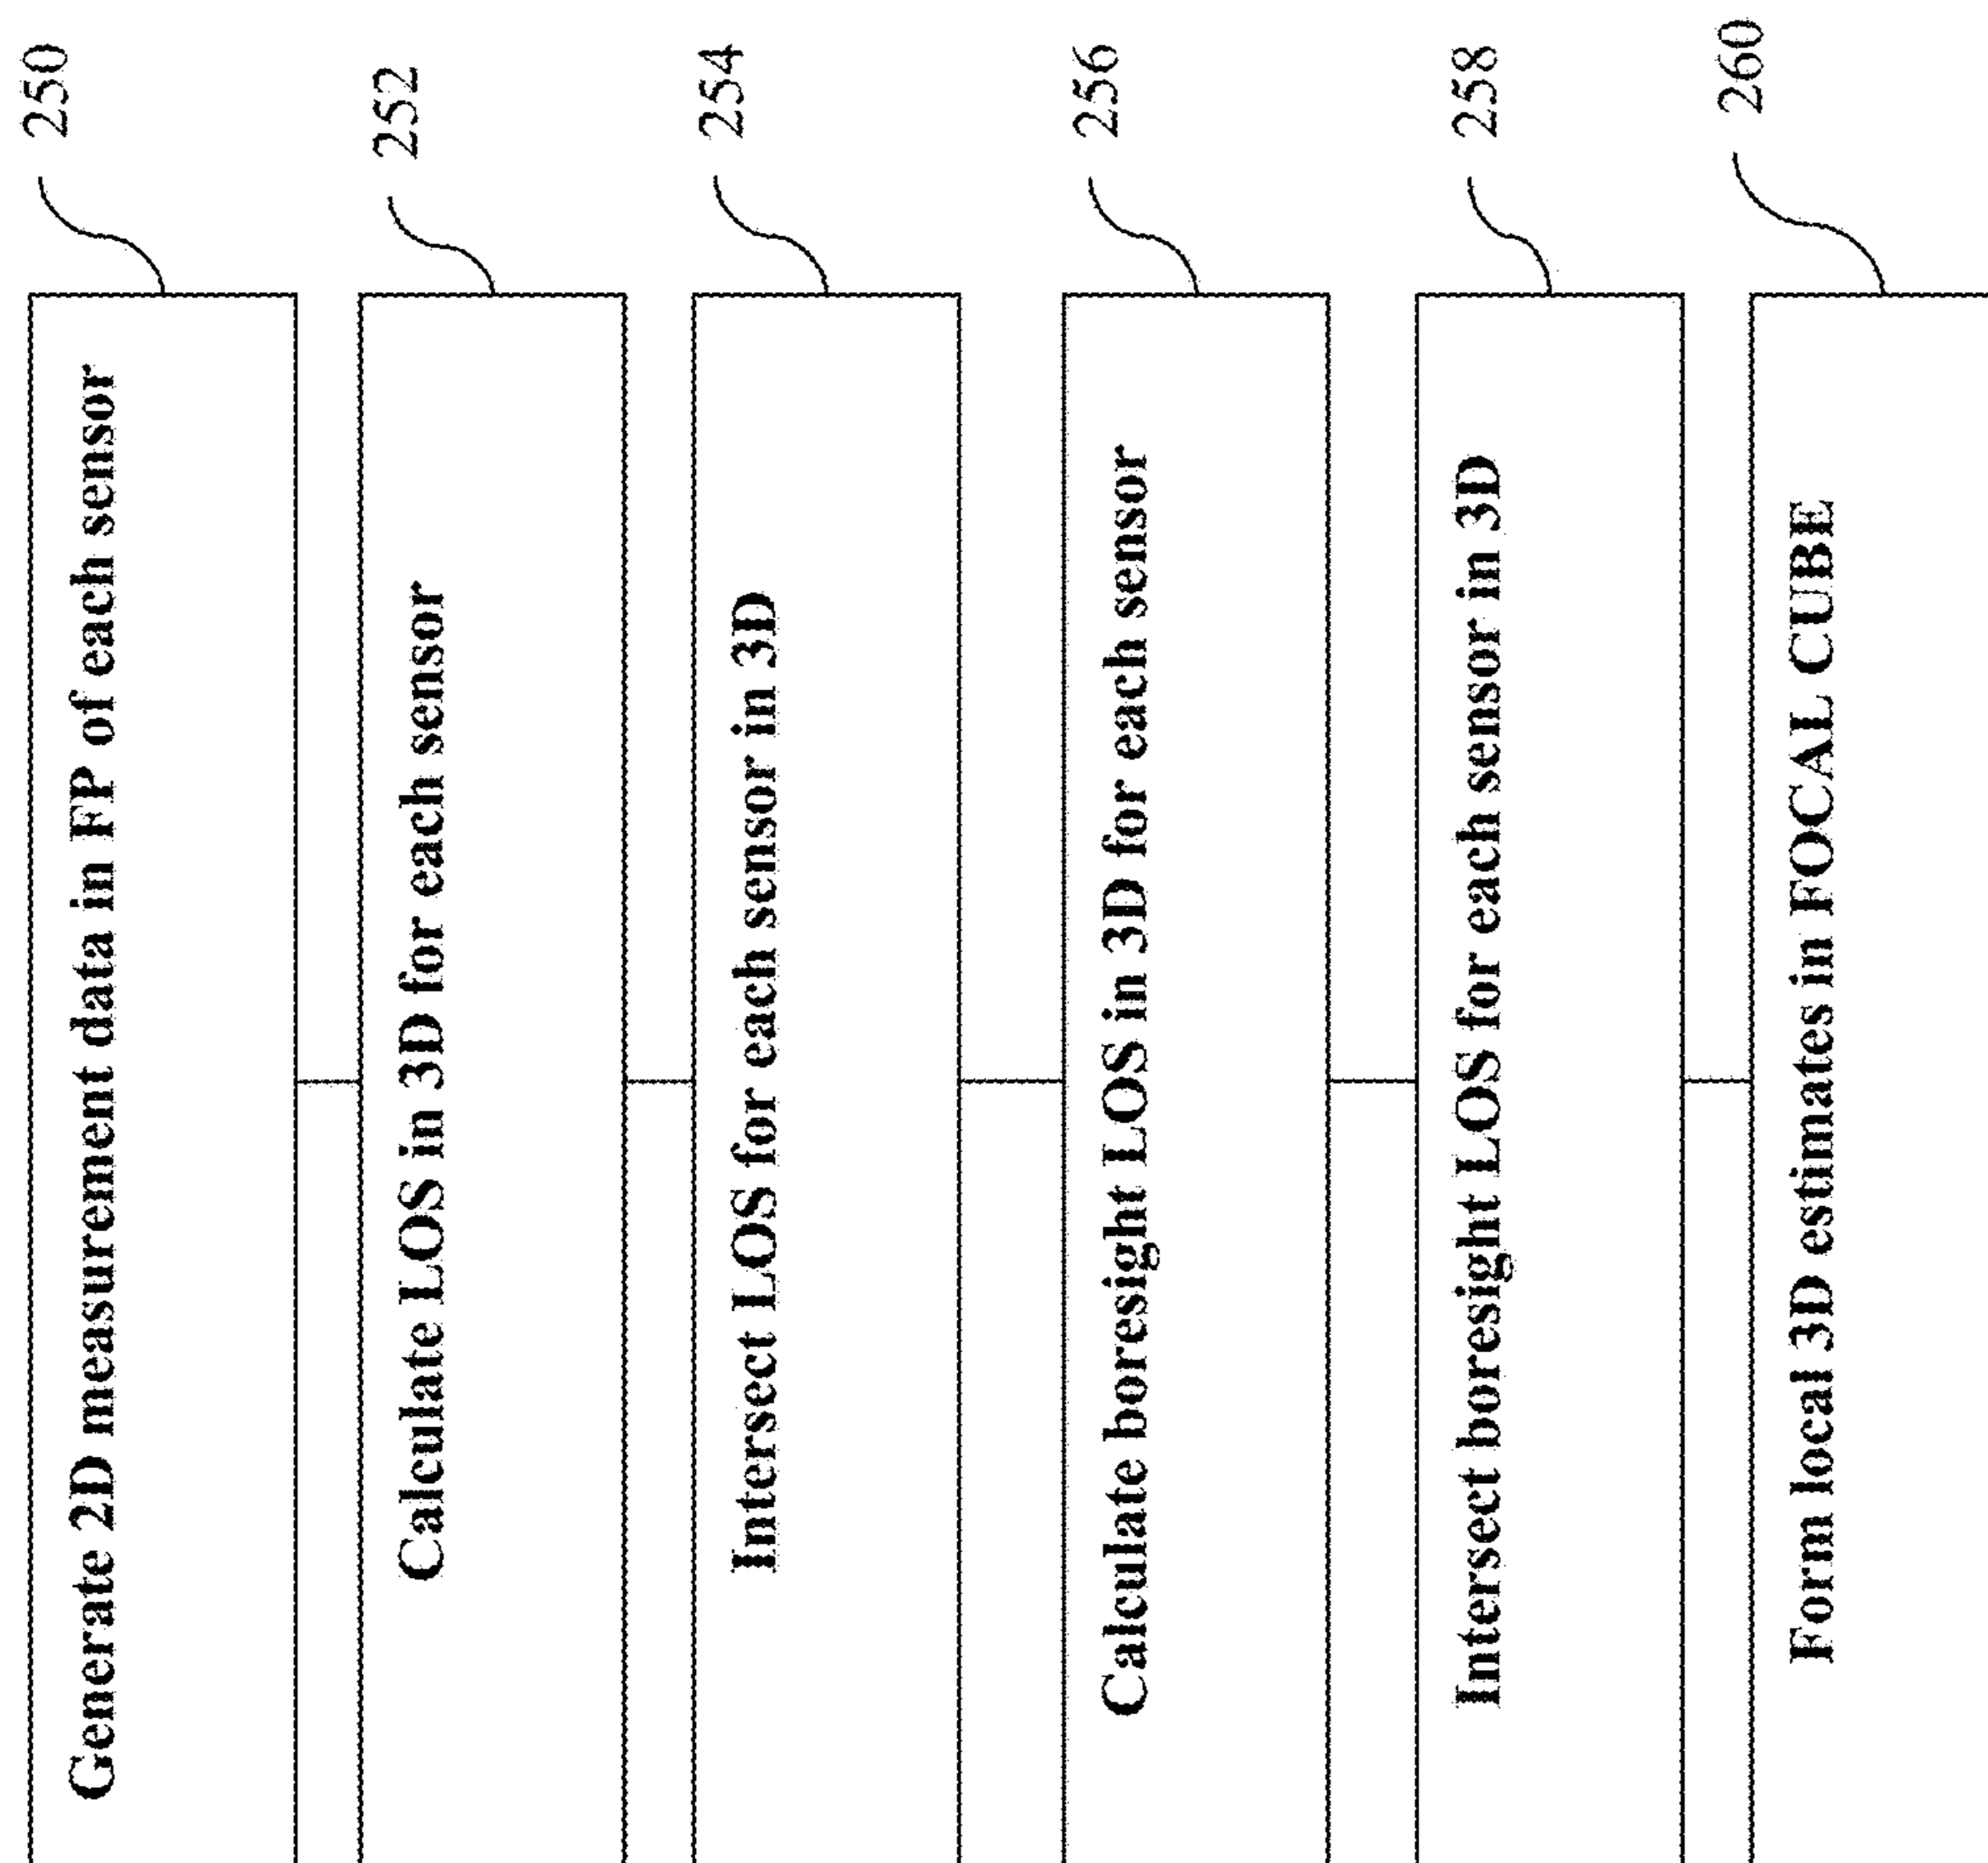 Generate 2D measurement data in FP of each sensor
250
Calculate LOS in 3D for each sensor
252
Intersect LOS for each sensor in 3D
254
Calculate boresight LOS in 3D for each sensor
256
Intersect boresight LOS for each sensor in 3D
258
Form local 3D estimates in FOCAL CUBE
260